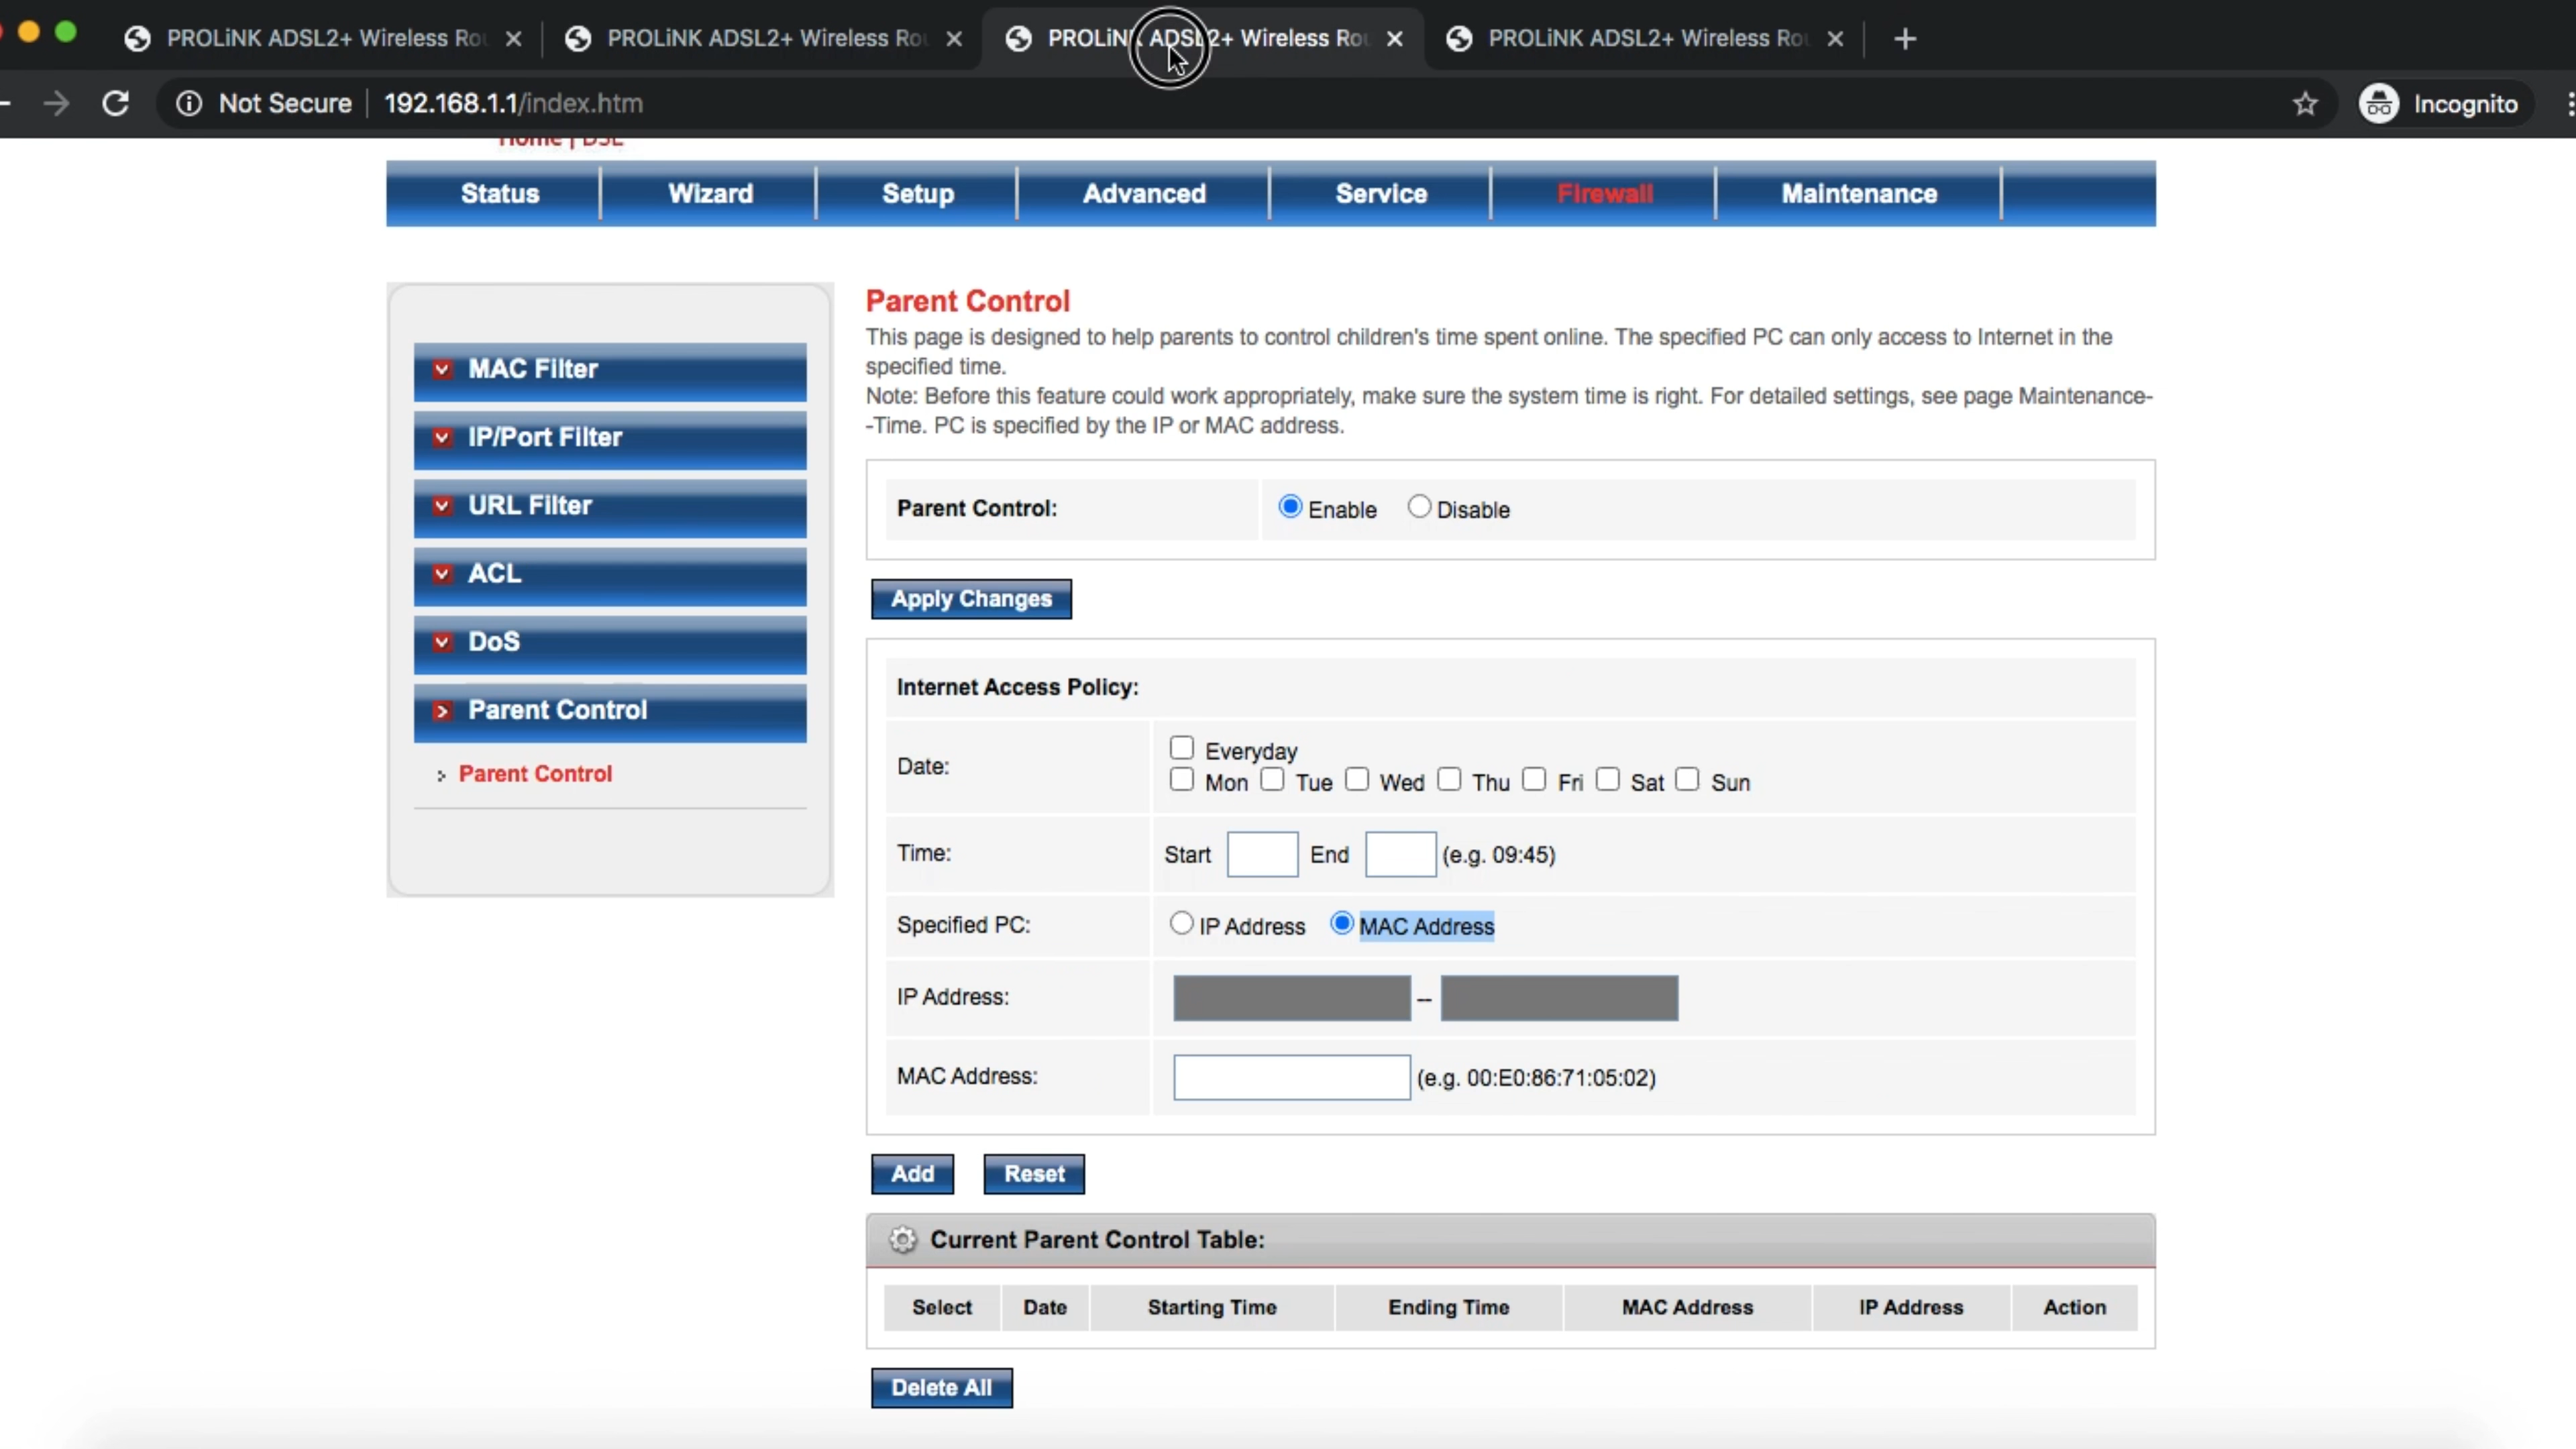 PROLiNK ADSL2+ Wireless Rou
PROLiNK ADSL2+ Wireless Rou
PROLiNK ADSL2+ Wireless Rou
PROLiNK ADSL2+ Wireless Rou
Not Secure
192.168.1.1/index.htm
Incognito
Home | DSL
Status
Wizard
Setup
Advanced
Service
Firewall
Maintenance
MAC Filter
IP/Port Filter
URL Filter
ACL
DoS
Parent Control
Parent Control
Parent Control
This page is designed to help parents to control children's time spent online. The specified PC can only access to Internet in the
specified time.
Note: Before this feature could work appropriately, make sure the system time is right. For detailed settings, see page Maintenance-
-Time. PC is specified by the IP or MAC address.
Parent Control:
Enable
Disable
Apply Changes
Internet Access Policy:
Date:
Everyday
Mon Tue Wed Thu Fri Sat Sun
Time:
Start End (e.g. 09:45)
Specified PC:
IP Address MAC Address
IP Address:
--
MAC Address:
(e.g. 00:E0:86:71:05:02)
Add
Reset
Current Parent Control Table:
Select
Date
Starting Time
Ending Time
MAC Address
IP Address
Action
Delete All